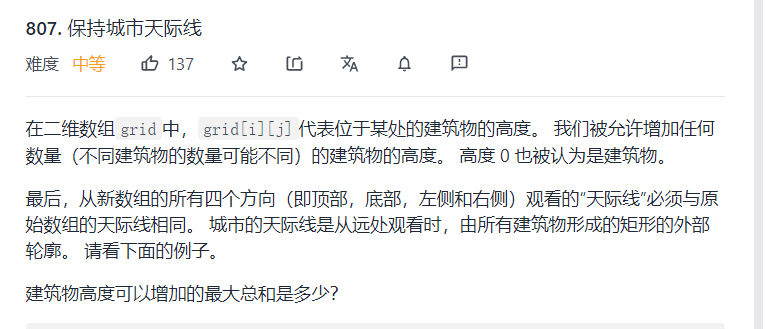 807. 保持城市天际线
难度 中等 137
在二维数组grid中，grid[i][j]代表位于某处的建筑物的高度。 我们被允许增加任何
数量（不同建筑物的数量可能不同）的建筑物的高度。 高度 0 也被认为是建筑物。
最后，从新数组的所有四个方向（即顶部，底部，左侧和右侧）观看的“天际线”必须与原
始数组的天际线相同。 城市的天际线是从远处观看时，由所有建筑物形成的矩形的外部
轮廓。 请看下面的例子。
建筑物高度可以增加的最大总和是多少？